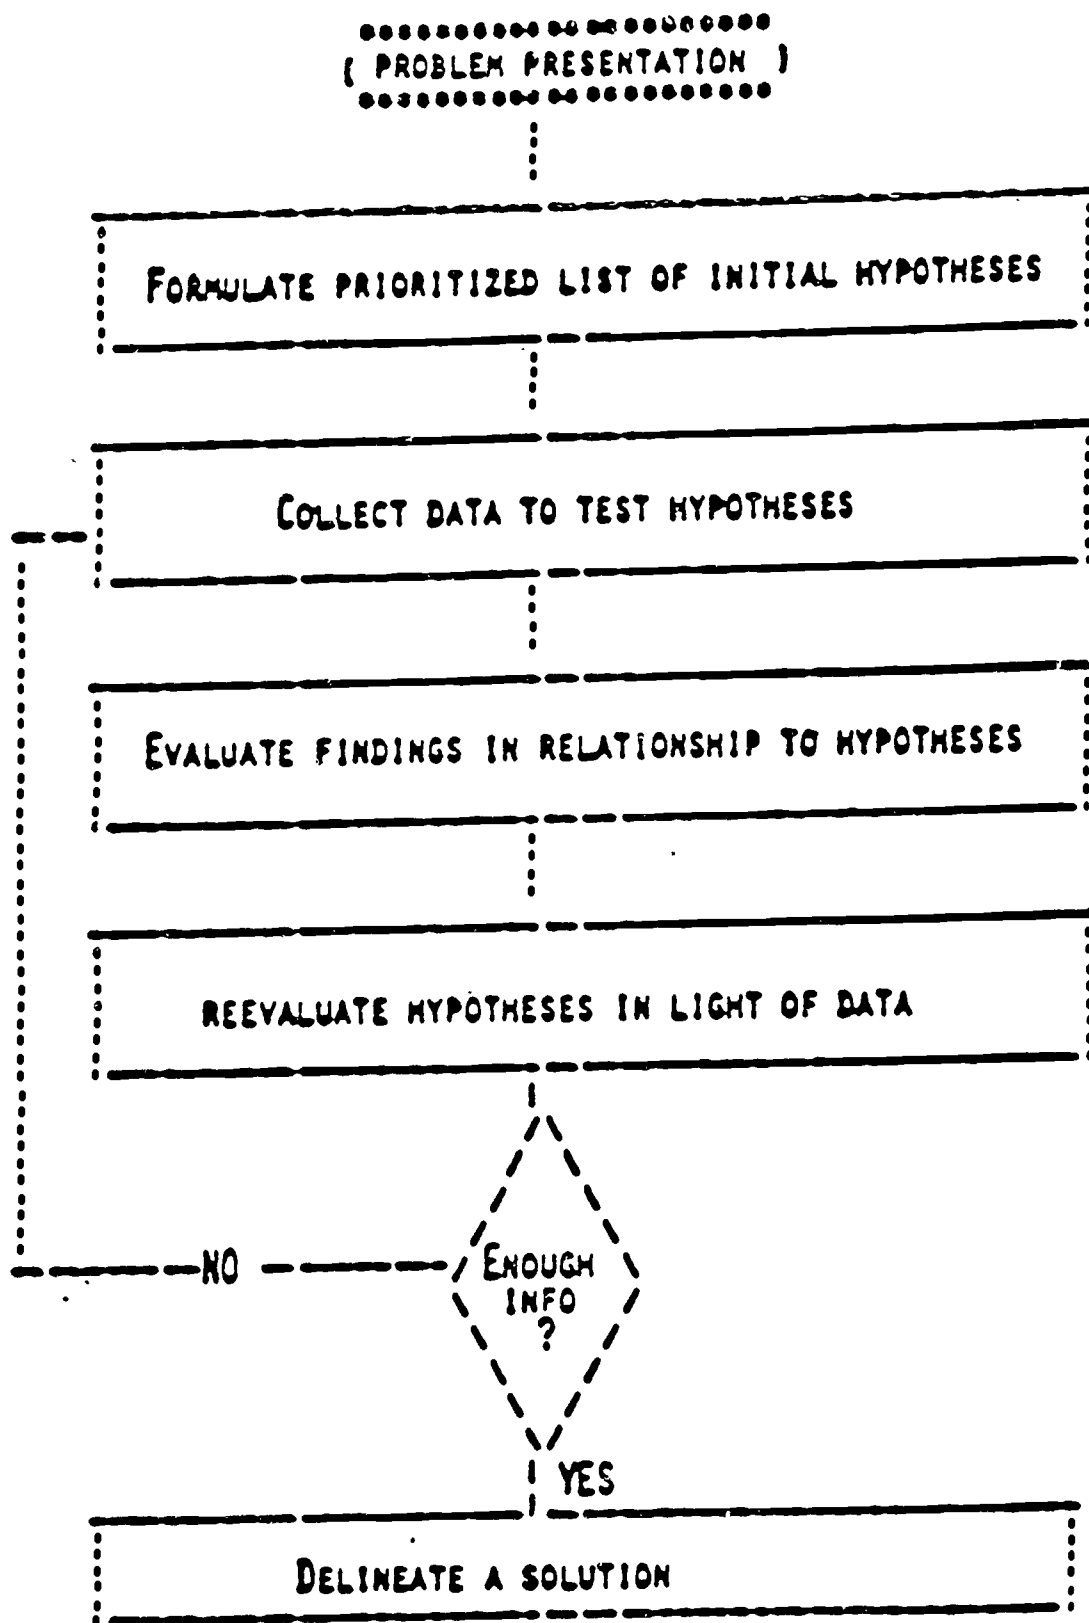 ( PROBLEM PRESENTATION )
FORMULATE PRIORITIZED LIST OF INITIAL HYPOTHESES
COLLECT DATA TO TEST HYPOTHESES
EVALUATE FINDINGS IN RELATIONSHIP TO HYPOTHESES
REEVALUATE HYPOTHESES IN LIGHT OF DATA
NO
ENOUGH
INFO
?
YES
DELINEATE A SOLUTION